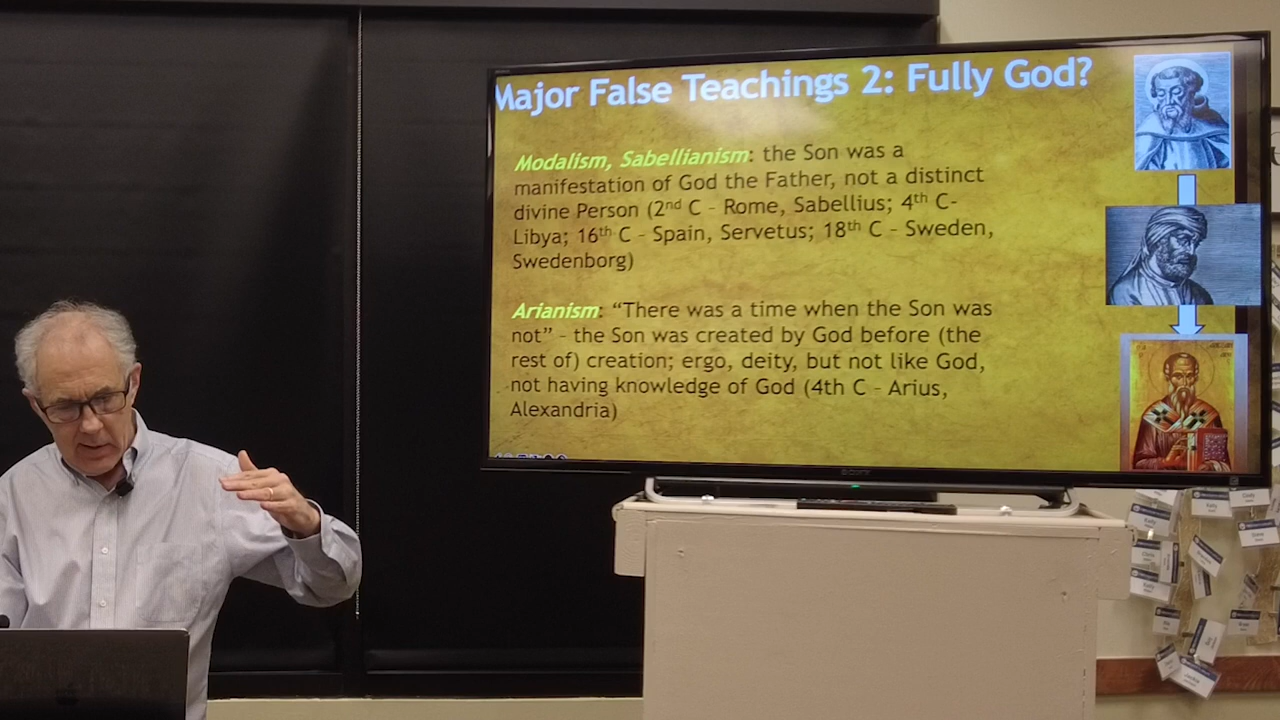 Major False Teachings 2: Fully God?
Modalism, Sabellianism: the Son was a
manifestation of God the Father, not a distinct
divine Person (2nd C – Rome, Sabellius; 4th C-
Libya; 16th C – Spain, Servetus; 18th C – Sweden,
Swedenborg)
Arianism: “There was a time when the Son was
not” – the Son was created by God before (the
rest of) creation; ergo, deity, but not like God,
not having knowledge of God (4th C – Arius,
Alexandria)
SONY